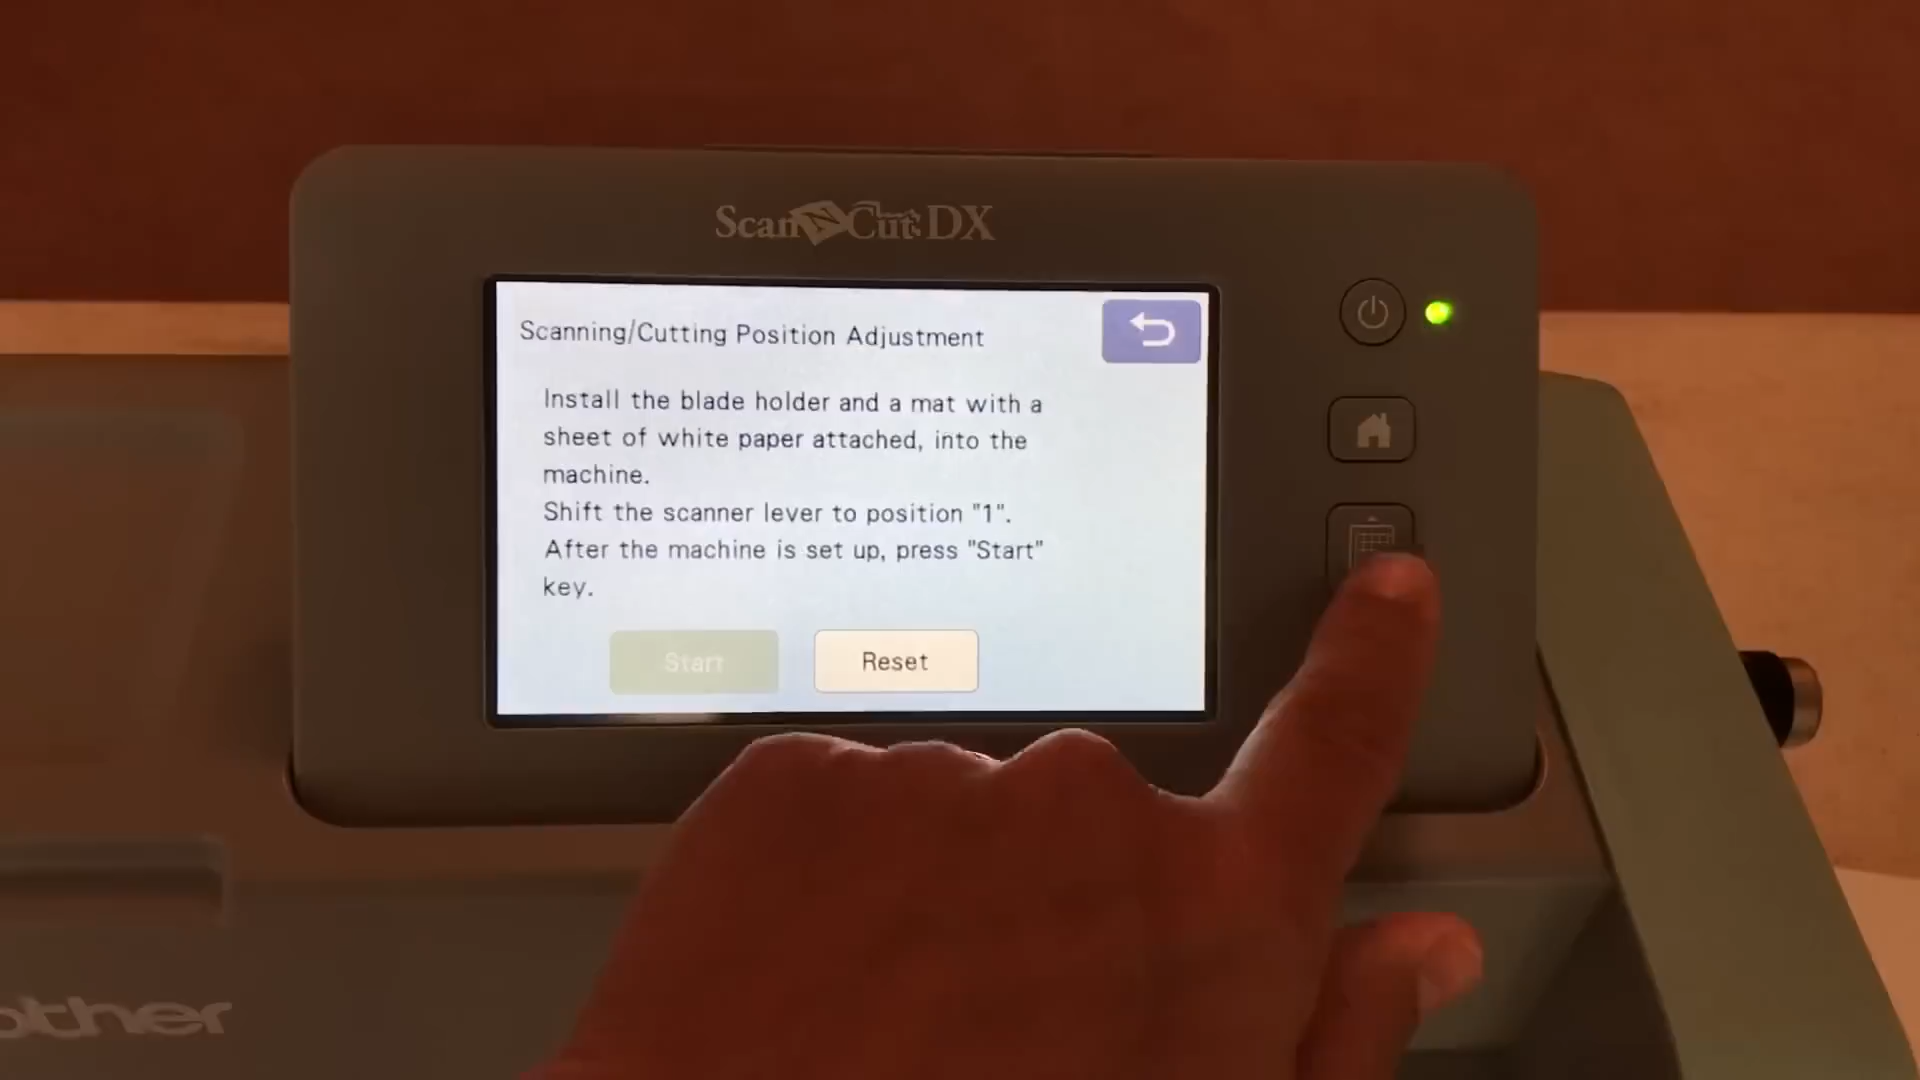 ScanNCut DX
Scanning/Cutting Position Adjustment
Install the blade holder and a mat with a
sheet of white paper attached, into the
machine.
Shift the scanner lever to position "1".
After the machine is set up, press "Start"
key.
Start
Reset
other